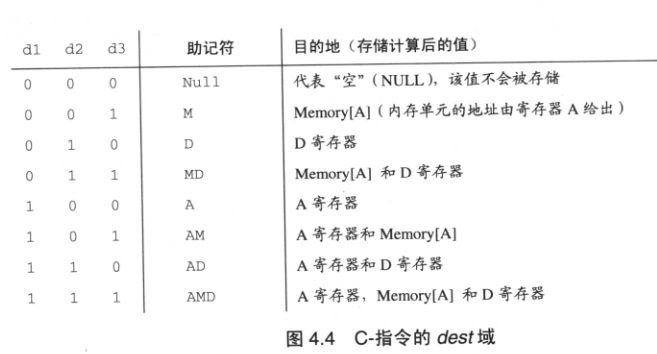 d1 d2 d3 助记符 目的地（存储计算后的值）
0 0 0 Null 代表“空”（NULL），该值不会被存储
0 0 1 M Memory[A]（内存单元的地址由寄存器 A 给出）
0 1 0 D D 寄存器
0 1 1 MD Memory[A] 和 D 寄存器
1 0 0 A A 寄存器
1 0 1 AM A 寄存器和 Memory[A]
1 1 0 AD A 寄存器和 D 寄存器
1 1 1 AMD A 寄存器，Memory[A] 和 D 寄存器
图 4.4 C-指令的 dest 域